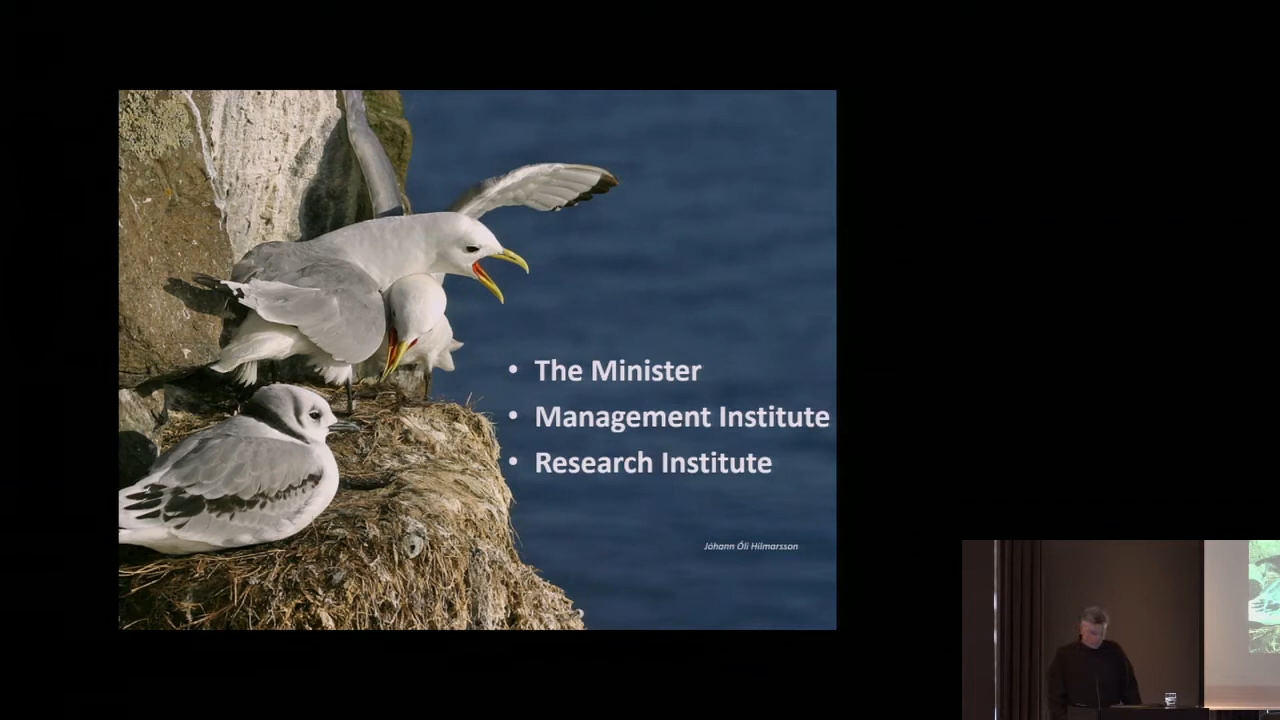 • The Minister
• Management Institute
• Research Institute
Jóhann Óli Hilmarsson